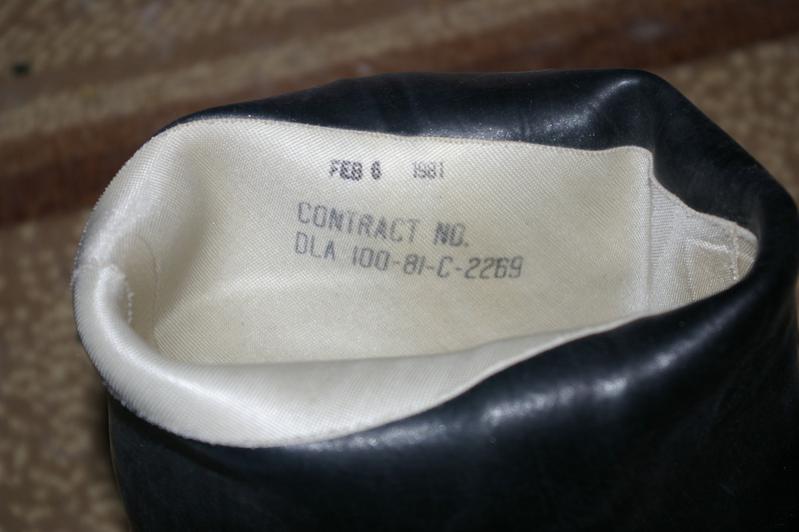 FEB 6 1981
CONTRACT NO.
DLA 100-81-C-2269